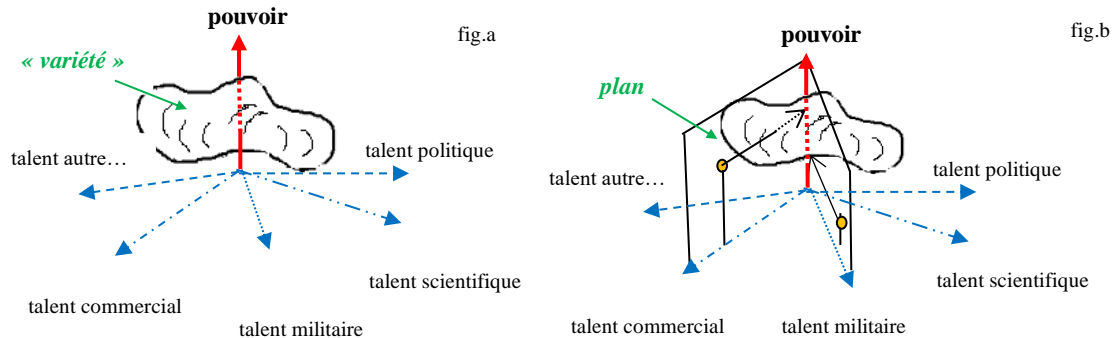 pouvoir
fig.a
« variété »
talent autre…
talent politique
talent scientifique
talent commercial
talent militaire
fig.b
pouvoir
plan
talent autre…
talent politique
talent scientifique
talent commercial
talent militaire